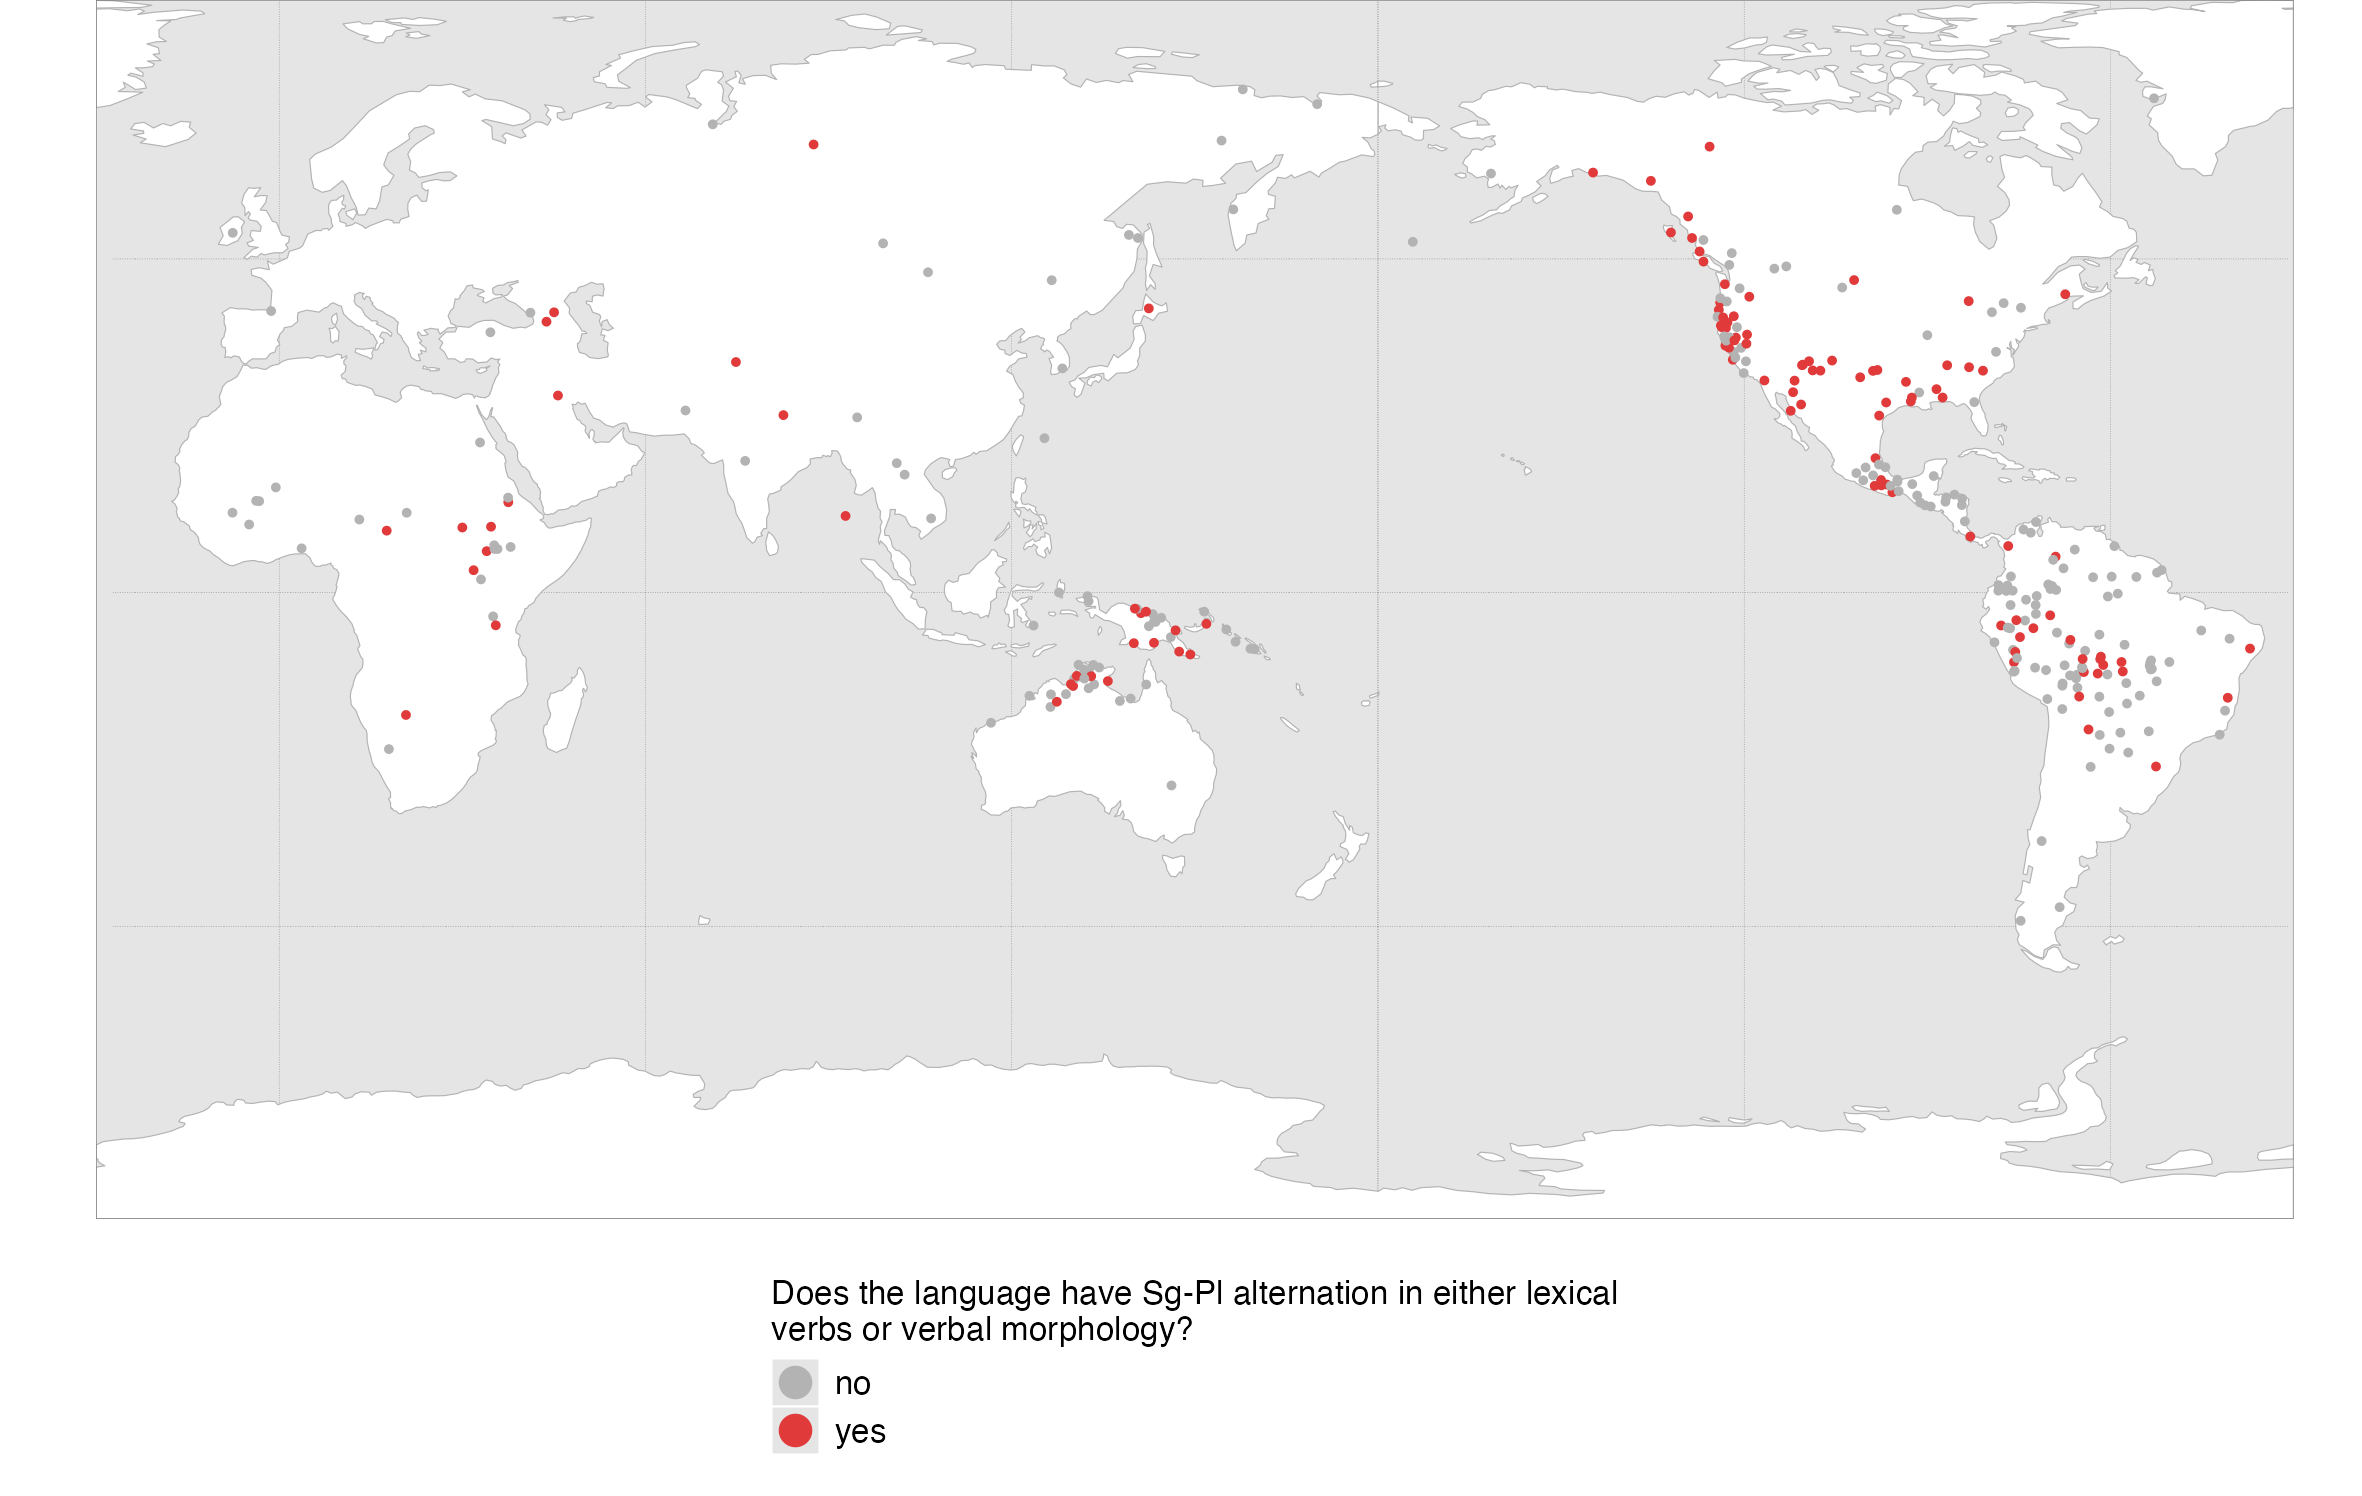 Does the language have Sg-Pl alternation in either lexical
verbs or verbal morphology?
no
yes